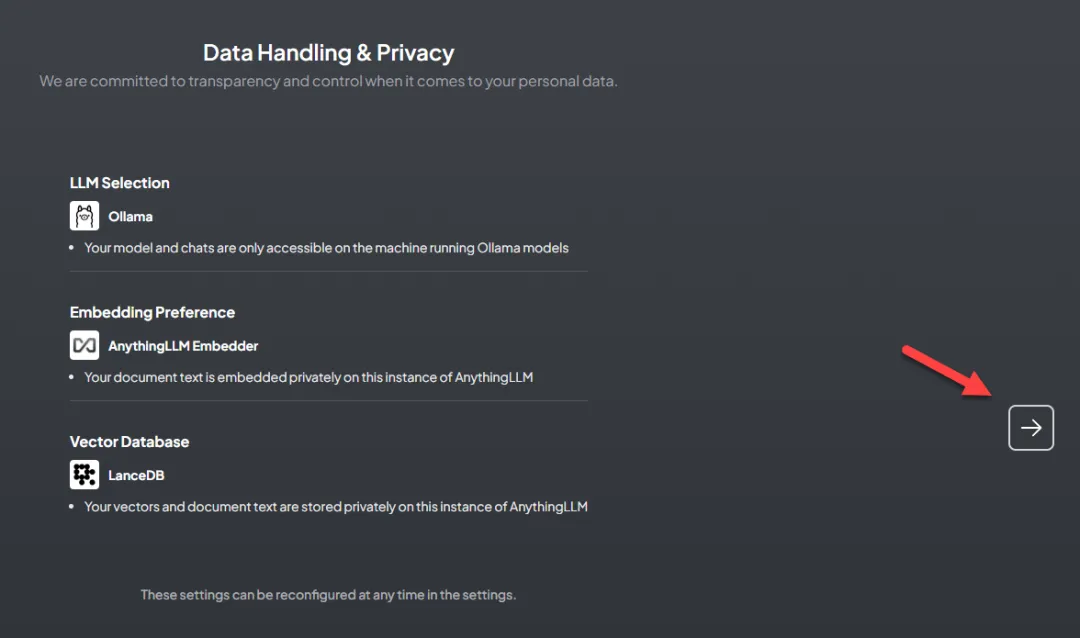 Data Handling & Privacy
We are committed to transparency and control when it comes to your personal data.
LLM Selection
Ollama
• Your model and chats are only accessible on the machine running Ollama models
Embedding Preference
AnythingLLM Embedder
• Your document text is embedded privately on this instance of AnythingLLM
Vector Database
LanceDB
• Your vectors and document text are stored privately on this instance of AnythingLLM
These settings can be reconfigured at any time in the settings.